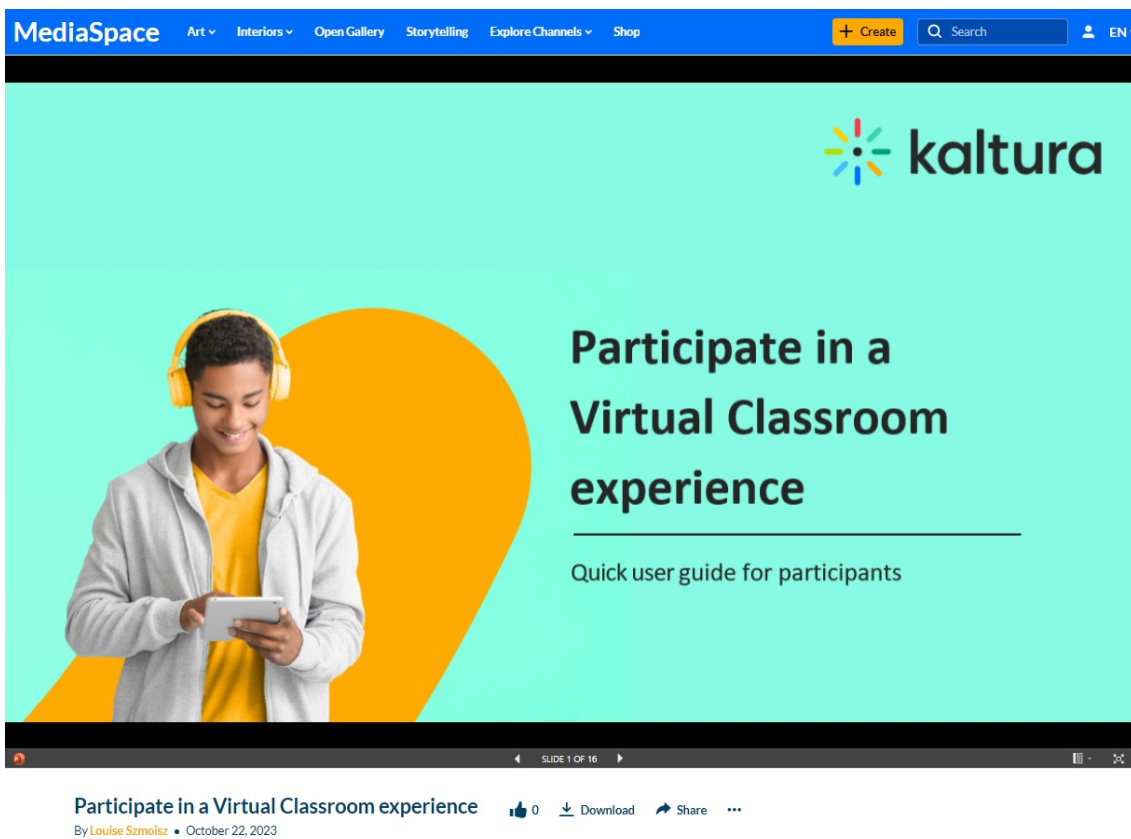 MediaSpace Art Interiors Open Gallery Storytelling Explore Channels Shop + Create Search EN
kaltura
Participate in a
Virtual Classroom
experience
Quick user guide for participants
SLIDE 1 OF 16
Participate in a Virtual Classroom experience 0 Download Share ...
By Louise Szmoisz • October 22, 2023